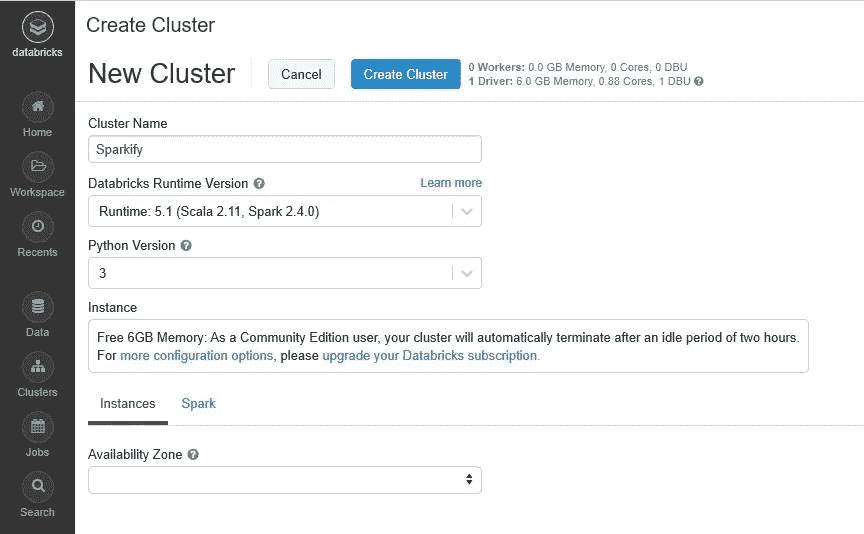 databricks
Home
Workspace
Recents
Data
Clusters
Jobs
Search
Create Cluster
New Cluster
Cancel
Create Cluster
0 Workers: 0.0 GB Memory, 0 Cores, 0 DBU
1 Driver: 6.0 GB Memory, 0.88 Cores, 1 DBU ?
Cluster Name
Sparkify
Databricks Runtime Version ? Learn more
Runtime: 5.1 (Scala 2.11, Spark 2.4.0)
Python Version ?
3
Instance
Free 6GB Memory: As a Community Edition user, your cluster will automatically terminate after an idle period of two hours.
For more configuration options, please upgrade your Databricks subscription.
Instances Spark
Availability Zone ?